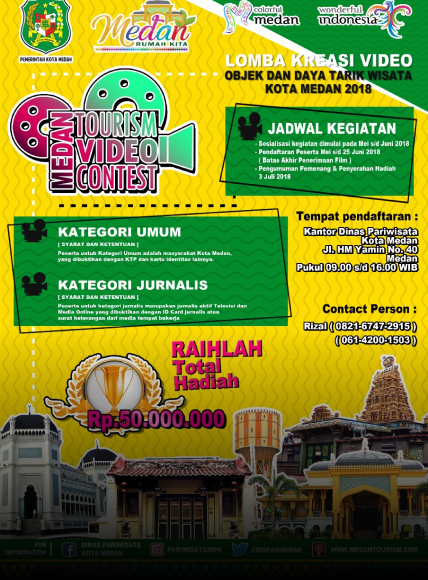 PEMERINTAH KOTA MEDAN
Medan
RUMAH KITA
colorful
medan
wonderful
indonesia
LOMBA KREASI VIDEO
OBJEK DAN DAYA TARIK WISATA
KOTA MEDAN 2018
MEDAN
TOURISM
VIDEO
CONTEST
JADWAL KEGIATAN
- Sosialisasi kegiatan dimulai pada Mei s/d Juni 2018
- Pendaftaran Peserta Mei s/d 25 Juni 2018
( Batas Akhir Penerimaan Film )
- Pengumuman Pemenang & Penyerahan Hadiah
3 Juli 2018
Tempat pendaftaran :
Kantor Dinas Pariwisata
Kota Medan
Jl. HM Yamin No. 40
Medan
Pukul 09.00 s/d 16.00 WIB
KATEGORI UMUM
[ SYARAT DAN KETENTUAN ]
Peserta untuk Kategori Umum adalah masyarakat Kota Medan,
yang dibuktikan dengan KTP dan kartu identitas lainnya.
KATEGORI JURNALIS
[ SYARAT DAN KETENTUAN ]
Peserta untuk kategori jurnalis merupakan jurnalis aktif Televisi dan
Media Online yang dibuktikan dengan ID Card jurnalis atau
surat keterangan dari media tempat bekerja
Contact Person :
Rizal ( 0821-6747-2915 )
( 061-4200-1503 )
RAIHLAH
Total
Hadiah
Rp.50.000.000
FOR
INFORMATION
DINAS PARIWISATA
KOTA MEDAN
PARIWISATAMDN
@DISPARMEDAN
WWW.MEDANTOURISM.COM